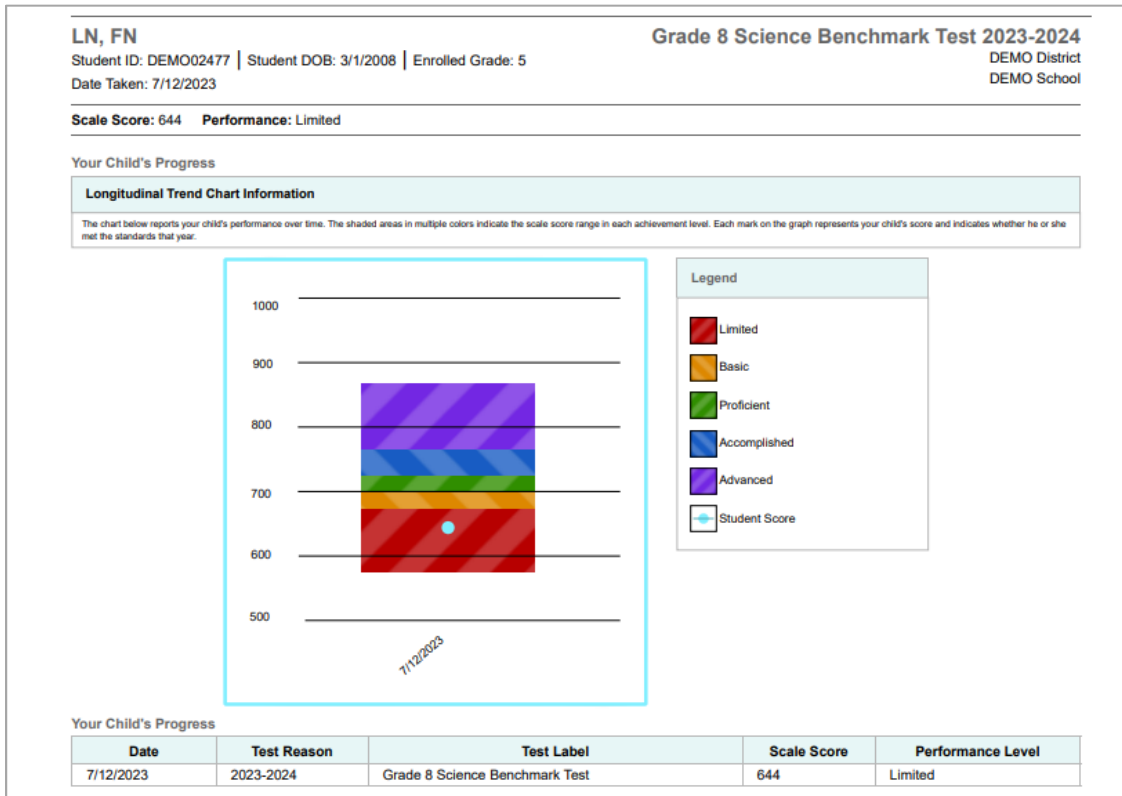 LN, FN
Grade 8 Science Benchmark Test 2023-2024
Student ID: DEMO02477 | Student DOB: 3/1/2008 | Enrolled Grade: 5
DEMO District
Date Taken: 7/12/2023
DEMO School
Scale Score: 644 Performance: Limited
Your Child's Progress
Longitudinal Trend Chart Information
The chart below reports your child's performance over time. The shaded areas in multiple colors indicate the scale score range in each achievement level. Each mark on the graph represents your child's score and indicates whether he or she
met the standards that year.
1000
900
800
700
600
500
7/12/2023
Legend
Limited
Basic
Proficient
Accomplished
Advanced
Student Score
Your Child's Progress
Date Test Reason Test Label Scale Score Performance Level
7/12/2023 2023-2024 Grade 8 Science Benchmark Test 644 Limited